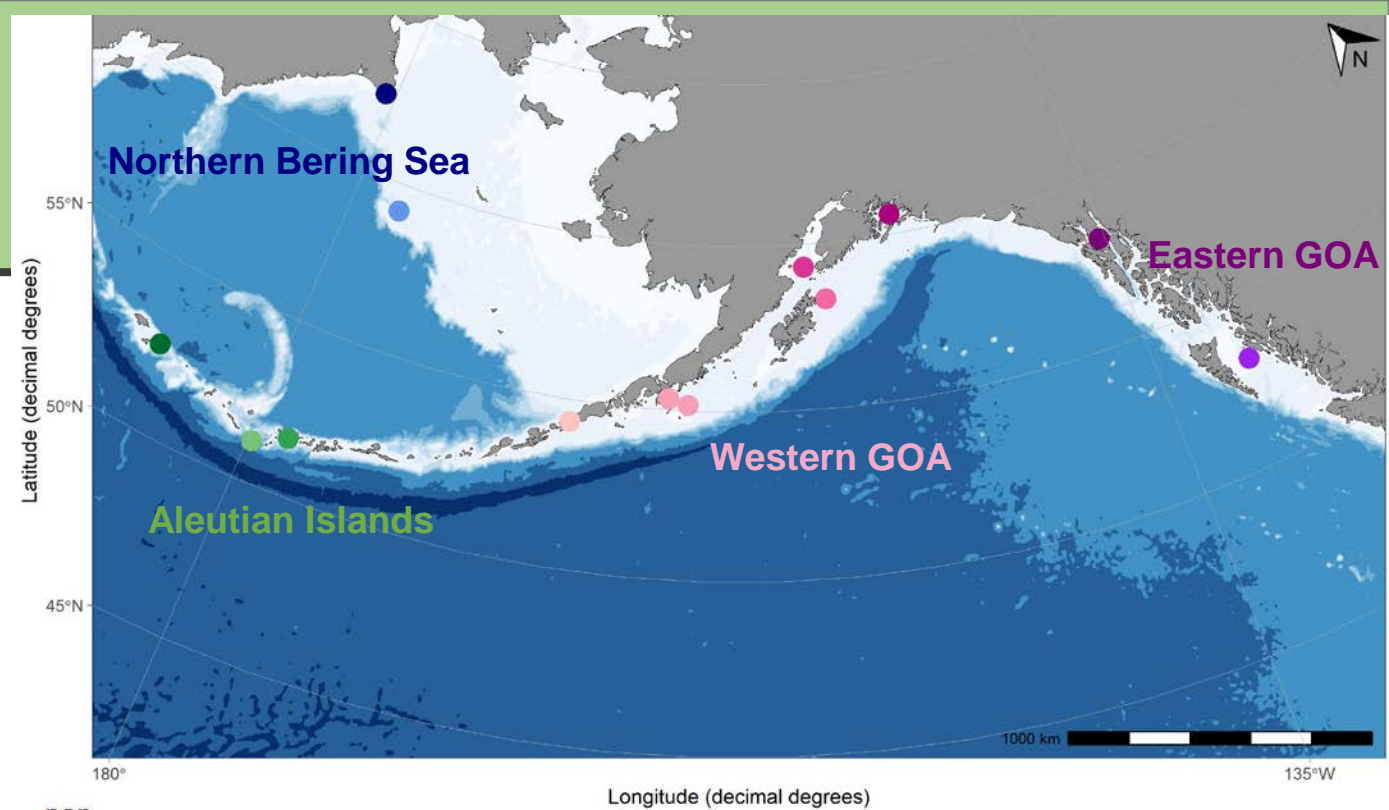 N
Northern Bering Sea
55°N
Eastern GOA
50°N
Western GOA
Aleutian Islands
45°N
Latitude (decimal degrees)
1000 km
180°
135°W
Longitude (decimal degrees)